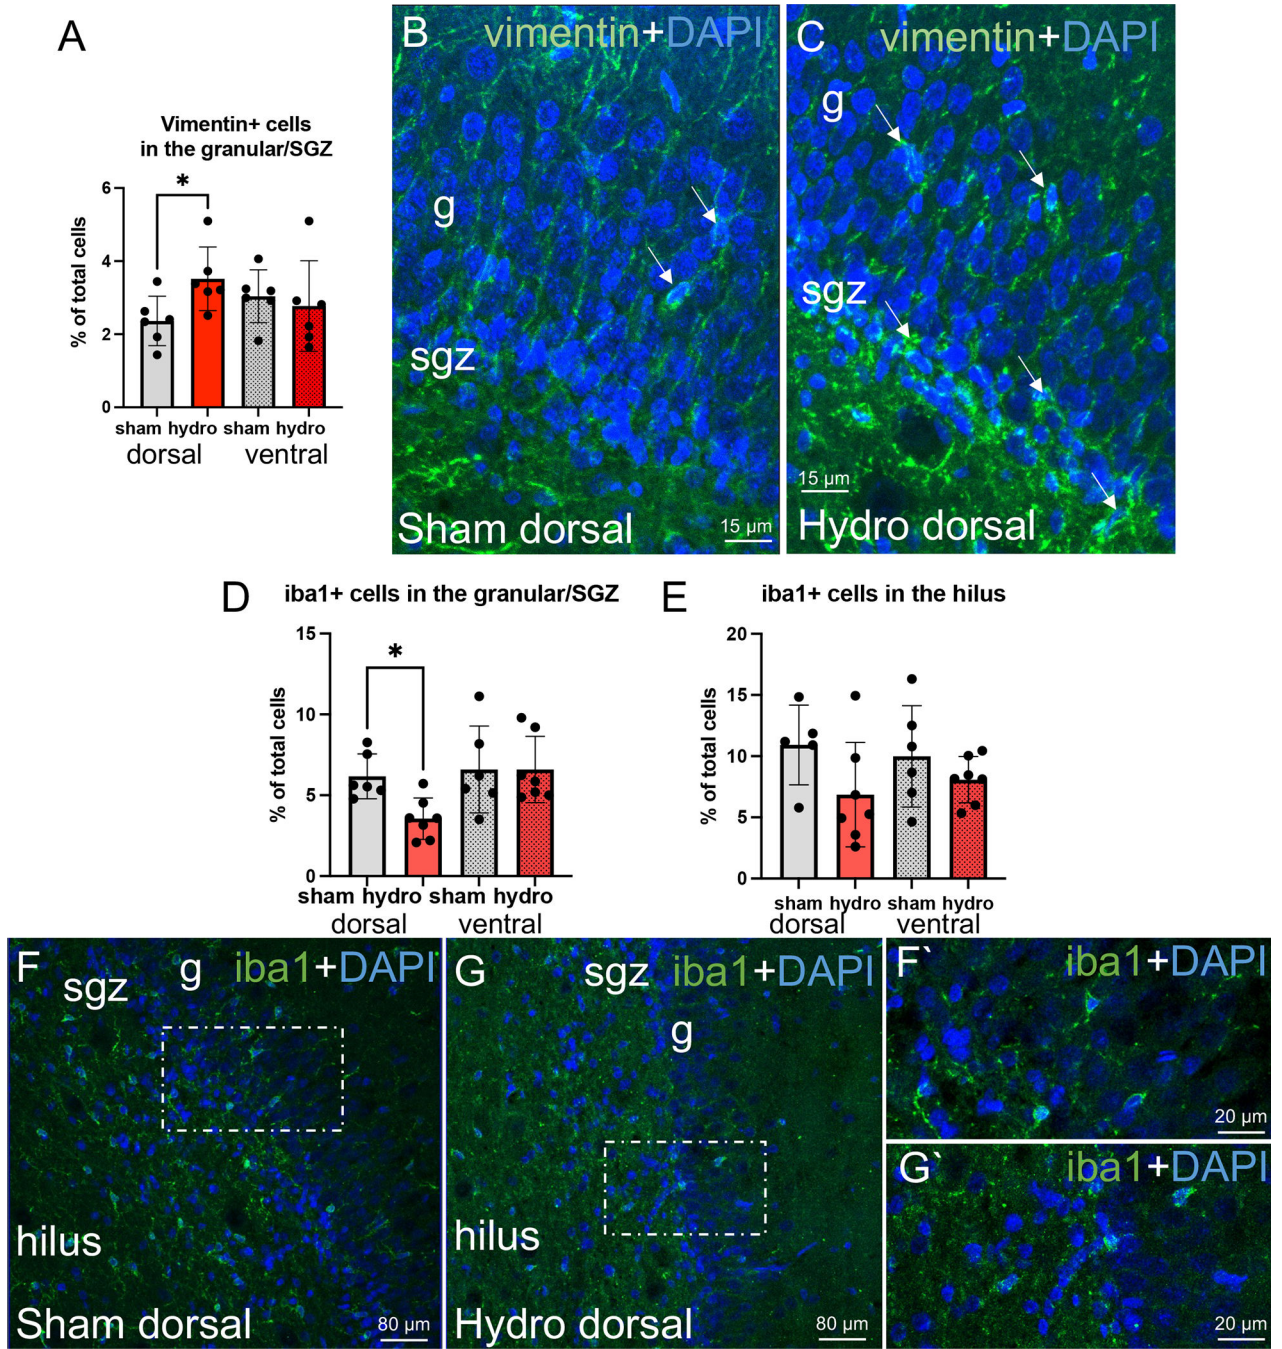 A
Vimentin+ cells
in the granular/SGZ
*
% of total cells
6
4
2
0
sham hydro sham hydro
dorsal ventral
B
vimentin+DAPI
g
sgz
Sham dorsal
15 µm
C
vimentin+DAPI
g
sgz
15 µm
Hydro dorsal
D
iba1+ cells in the granular/SGZ
*
% of total cells
15
10
5
0
sham hydro sham hydro
dorsal ventral
E
iba1+ cells in the hilus
% of total cells
20
15
10
5
0
sham hydro sham hydro
dorsal ventral
F
sgz g iba1+DAPI
hilus
Sham dorsal
80 µm
G
sgz iba1+DAPI
g
hilus
Hydro dorsal
80 µm
F` iba1+DAPI
20 µm
G` iba1+DAPI
20 µm